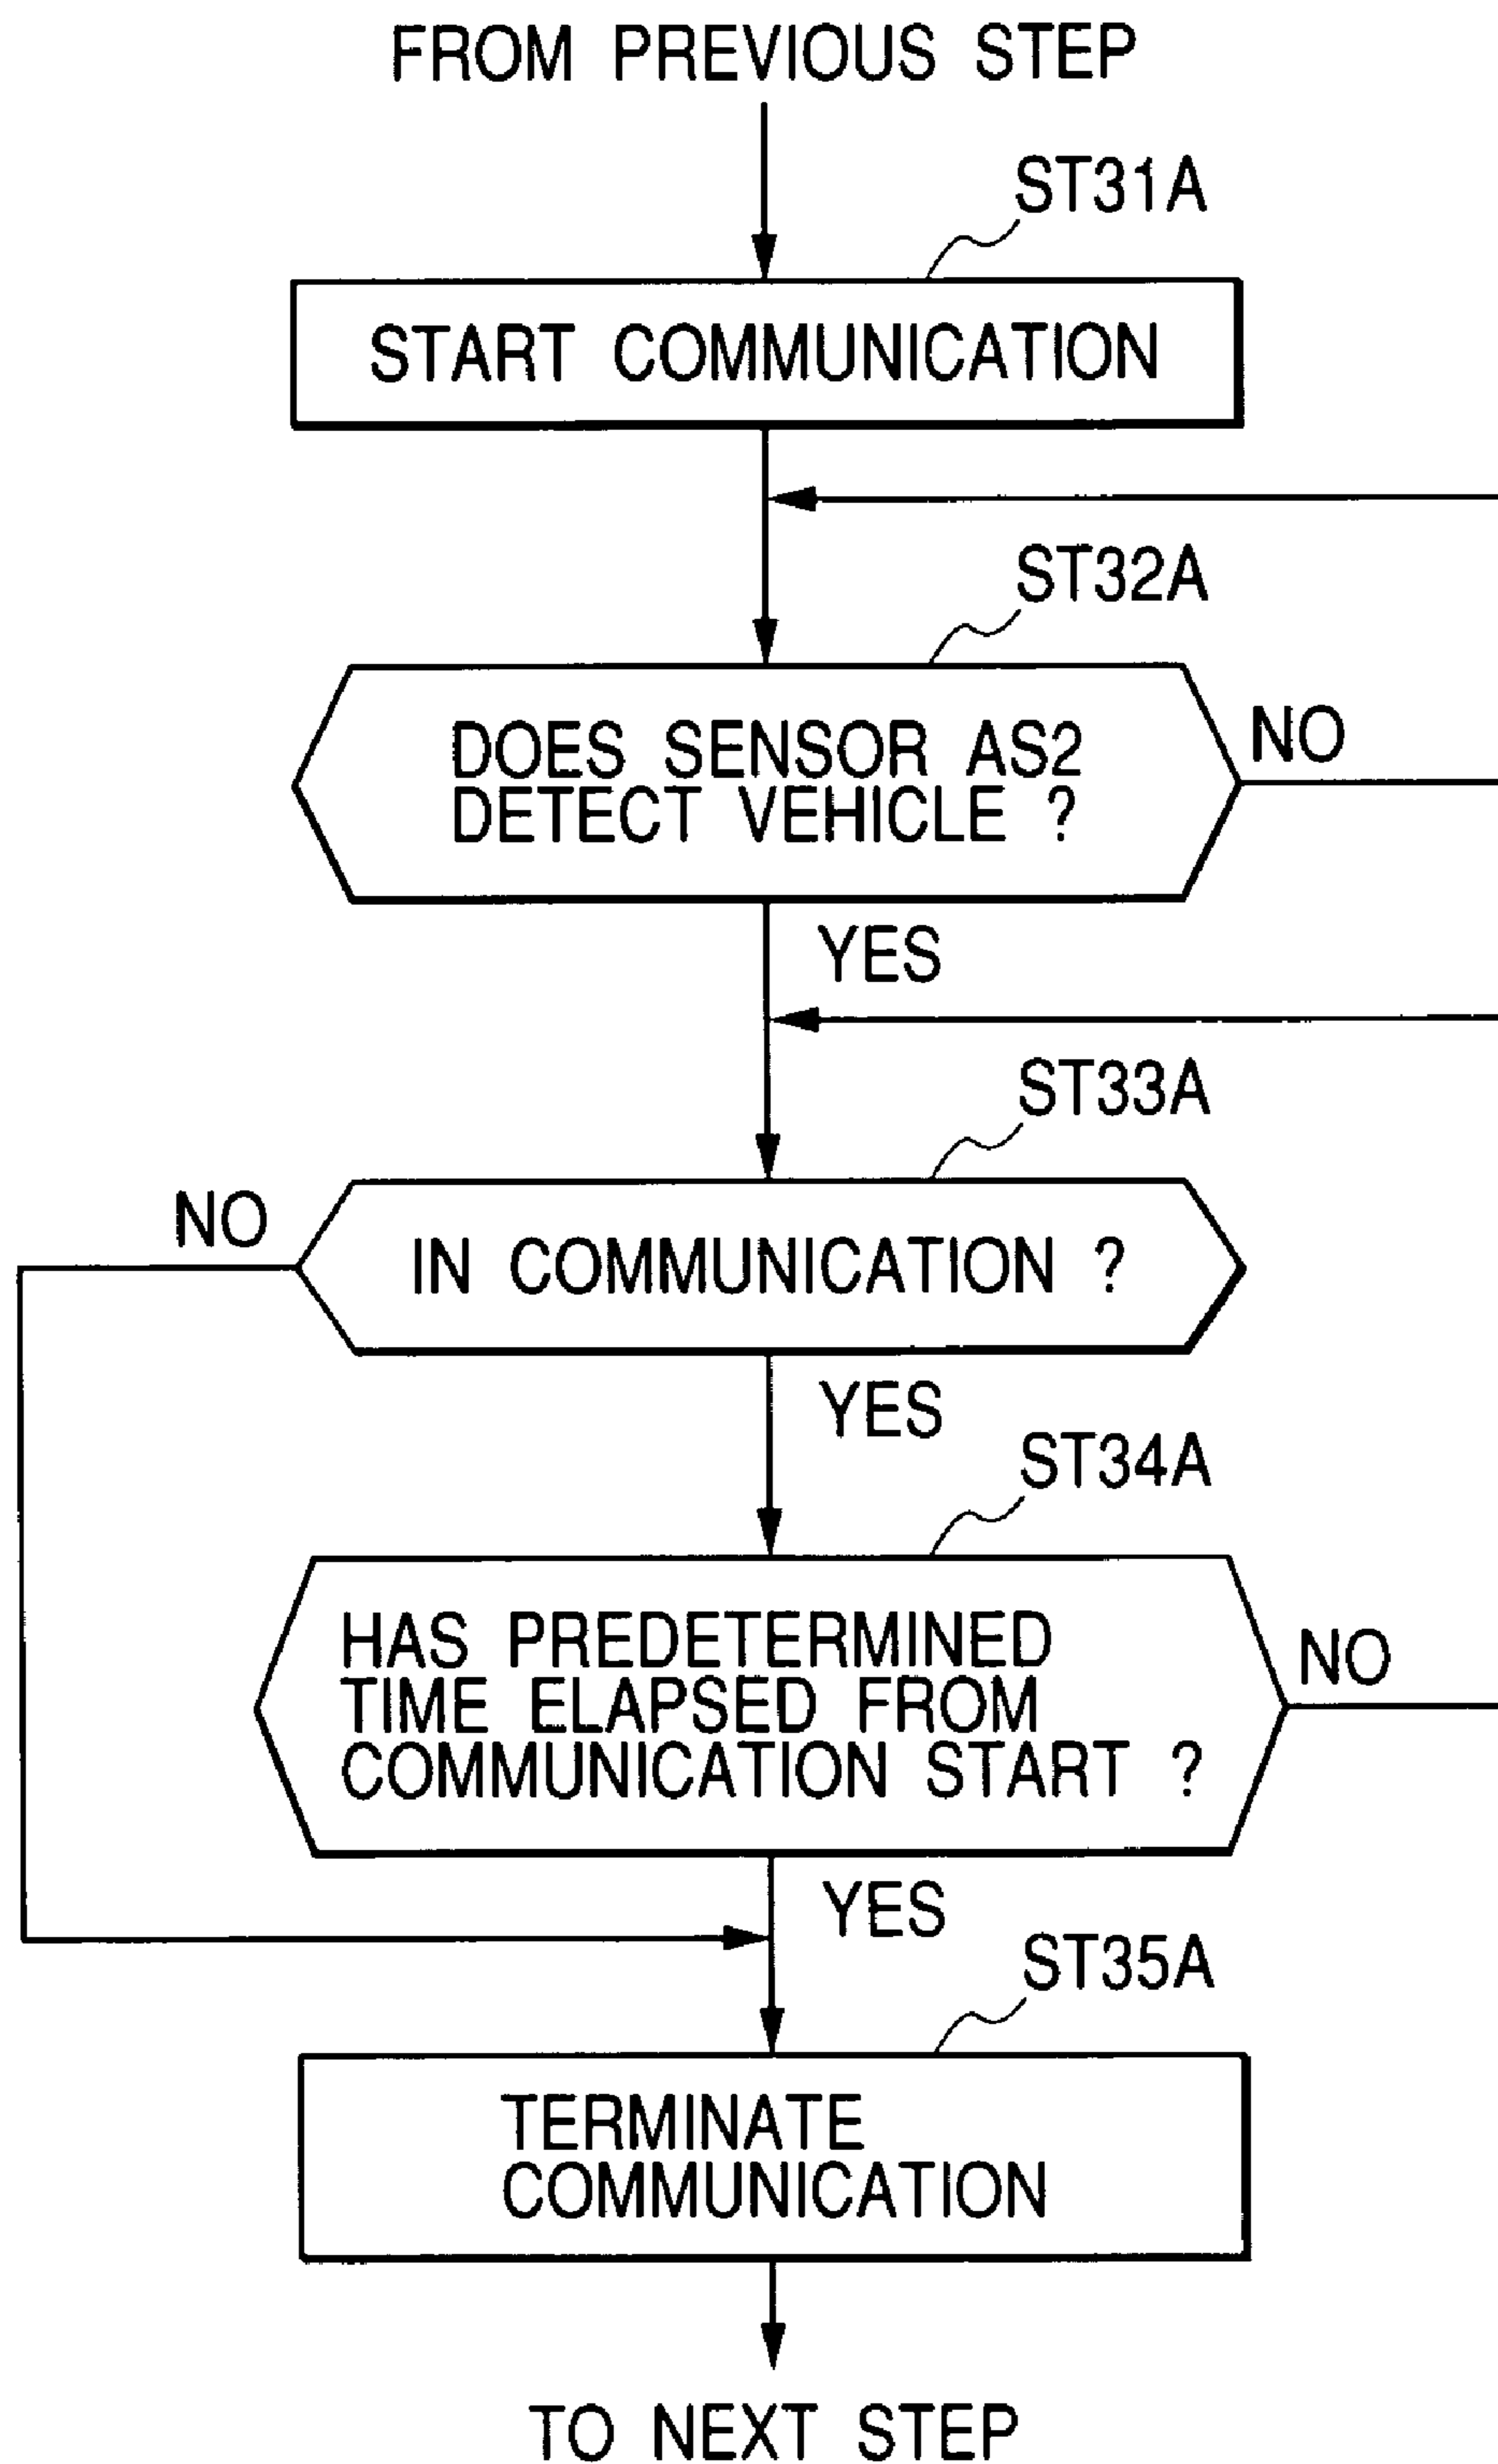 FROM PREVIOUS STEP
ST31A
START COMMUNICATION
ST32A
DOES SENSOR AS2
DETECT VEHICLE ?
NO
YES
ST33A
NO
IN COMMUNICATION ?
YES
ST34A
HAS PREDETERMINED
TIME ELAPSED FROM
COMMUNICATION START ?
NO
YES
ST35A
TERMINATE
COMMUNICATION
TO NEXT STEP